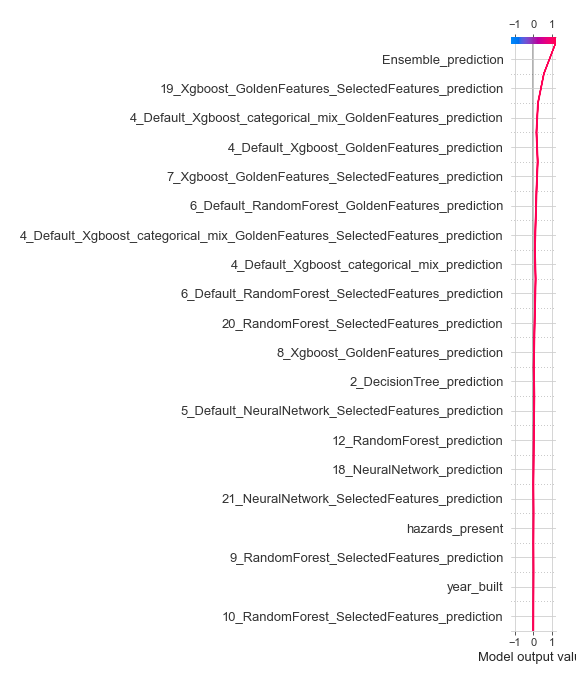 −1 0 1
Ensemble_prediction
19_Xgboost_GoldenFeatures_SelectedFeatures_prediction
4_Default_Xgboost_categorical_mix_GoldenFeatures_prediction
4_Default_Xgboost_GoldenFeatures_prediction
7_Xgboost_GoldenFeatures_SelectedFeatures_prediction
6_Default_RandomForest_GoldenFeatures_prediction
4_Default_Xgboost_categorical_mix_GoldenFeatures_SelectedFeatures_prediction
4_Default_Xgboost_categorical_mix_prediction
6_Default_RandomForest_SelectedFeatures_prediction
20_RandomForest_SelectedFeatures_prediction
8_Xgboost_GoldenFeatures_prediction
2_DecisionTree_prediction
5_Default_NeuralNetwork_SelectedFeatures_prediction
12_RandomForest_prediction
18_NeuralNetwork_prediction
21_NeuralNetwork_SelectedFeatures_prediction
hazards_present
9_RandomForest_SelectedFeatures_prediction
year_built
10_RandomForest_SelectedFeatures_prediction
−1 0 1
Model output valu